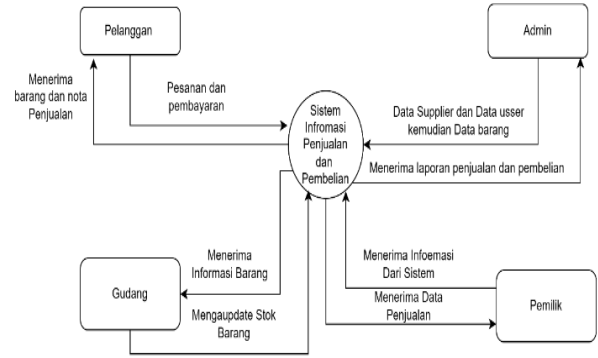 Pelanggan
Admin
Menerima
barang dan nota
Penjualan
Pesanan dan
pembayaran
Sistem
Infromasi
Penjualan
dan
Pembelian
Data Supplier dan Data usser
kemudian Data barang
Menerima laporan penjualan dan pembelian
Menerima
Informasi Barang
Gudang
Mengaupdate Stok
Barang
Menerima Infoemasi
Dari Sistem
Menerima Data
Penjualan
Pemilik